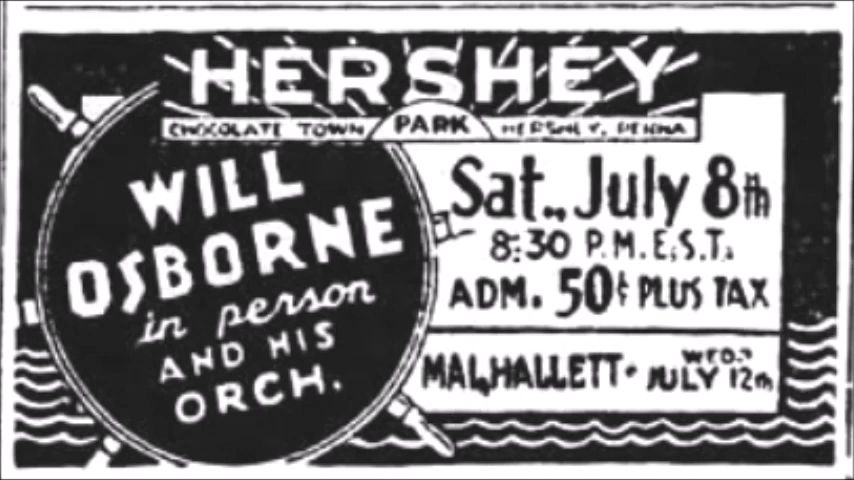 HERSHEY
CHOCOLATE TOWN PARK HERSHEY, PENNA
WILL
OSBORNE
in person
AND HIS
ORCH.
Sat., July 8th
8:30 P.M. E.S.T.
ADM. 50¢ PLUS TAX
MAL HALLETT - WED.
JULY 12th